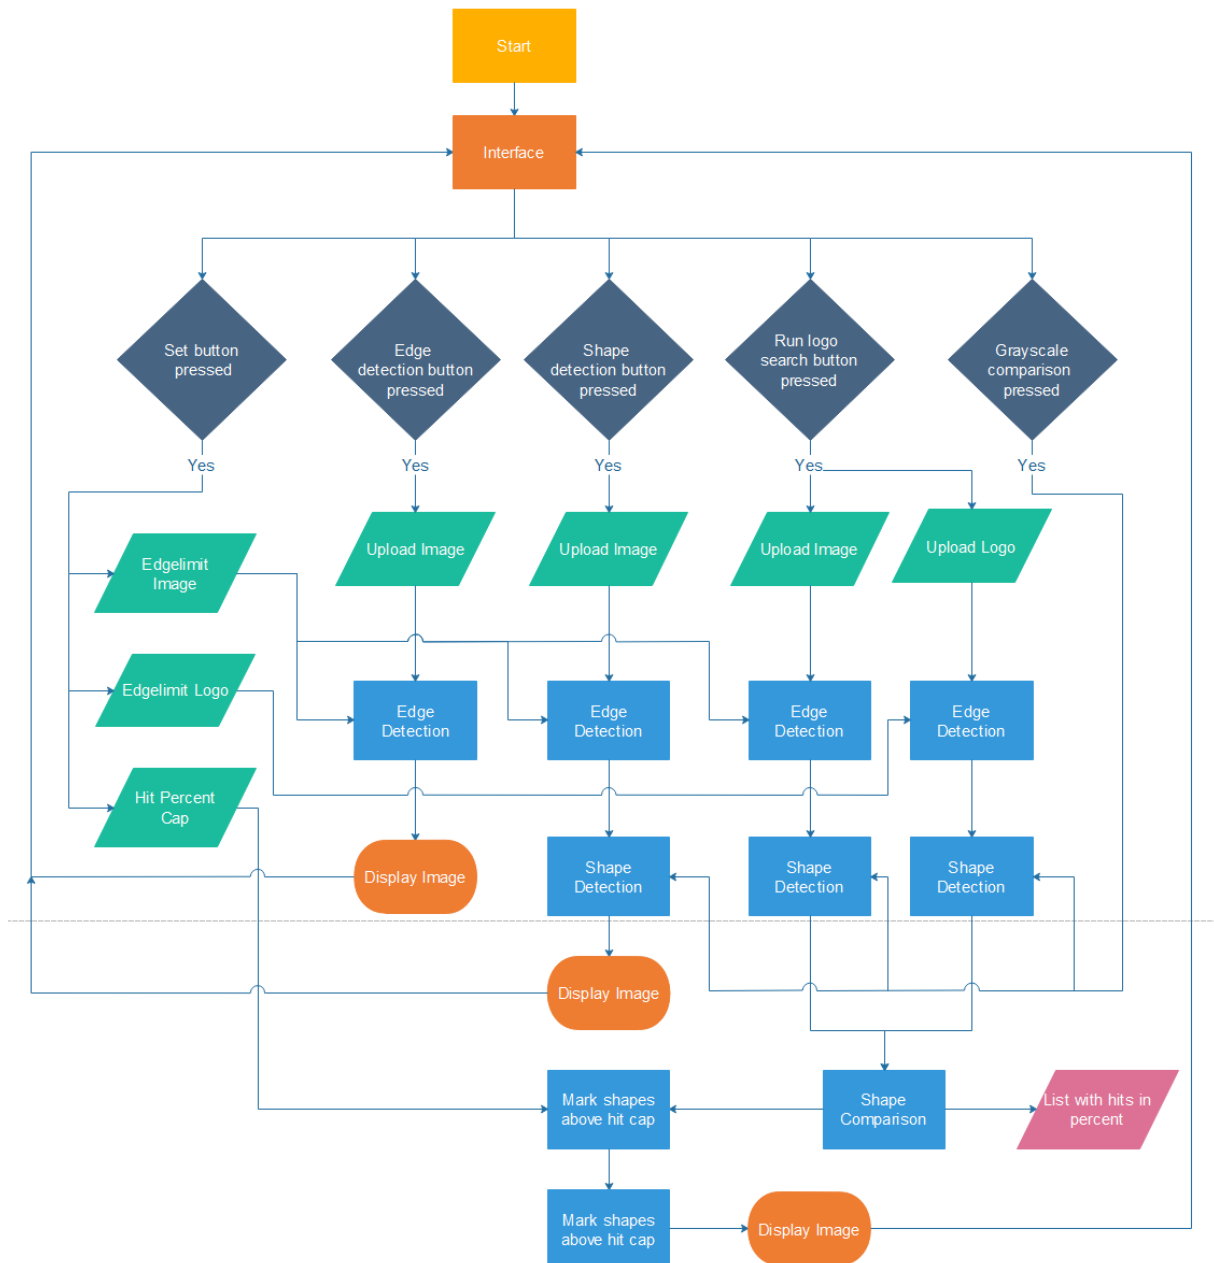 Start
Interface
Set button
pressed
Edge
detection button
pressed
Shape
detection button
pressed
Run logo
search button
pressed
Grayscale
comparison
pressed
Yes
Yes
Yes
Yes
Yes
Edgelimit
Image
Upload Image
Upload Image
Upload Image
Upload Logo
Edgelimit Logo
Edge
Detection
Edge
Detection
Edge
Detection
Edge
Detection
Hit Percent
Cap
Display Image
Shape
Detection
Shape
Detection
Shape
Detection
Display Image
Mark shapes
above hit cap
Shape
Comparison
List with hits in
percent
Mark shapes
above hit cap
Display Image